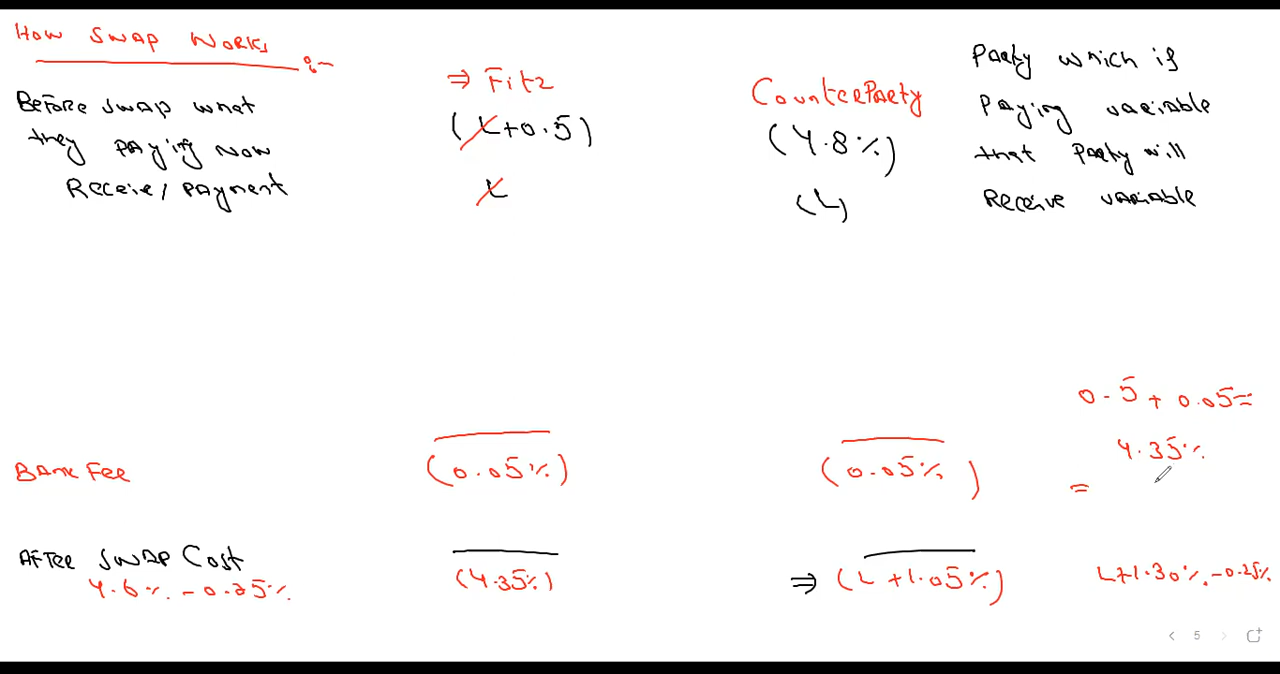 HOW SWAP WORKS :-
BEFORE SWAP what they PAYING NOW
Receive / PAYMENT
⇒ Fitz
(L+0.5)
L
CounterParty
(4.8%)
(L)
Party which is
Paying variable
that Party will
Receive variable
0.5 + 0.05=
4.35%
=
BANK FEE
(0.05%)
(0.05%)
AFTER SWAP Cost
4.6% - 0.25%
(4.35%)
⇒ (L +1.05%)
L+1.30% - 0.25%
5